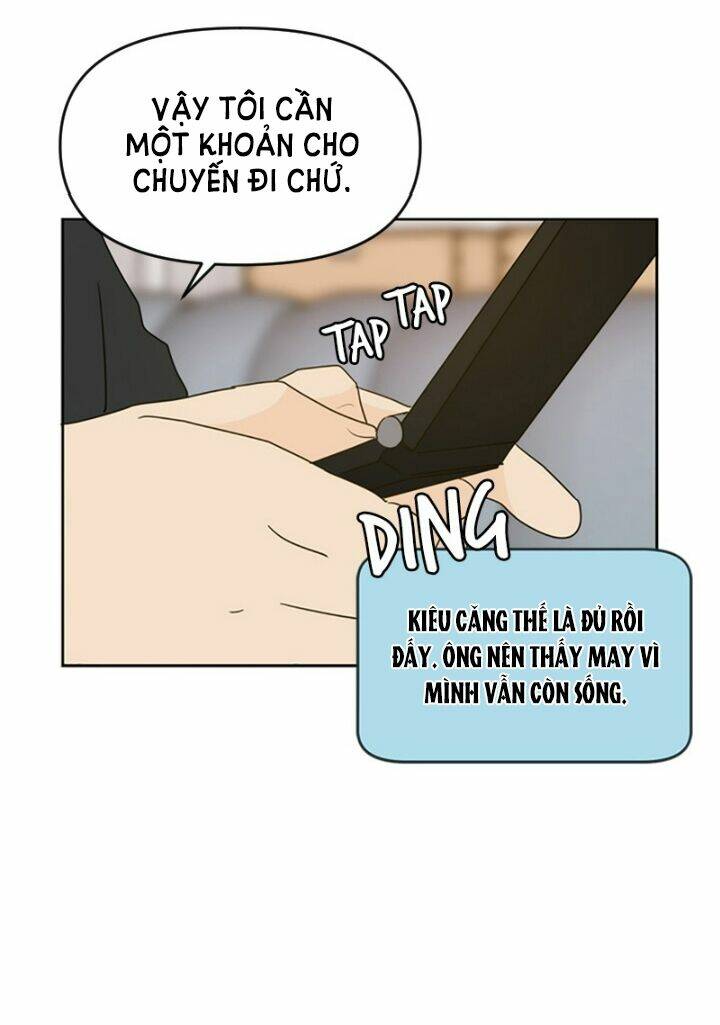 VẬY TÔI CẦN
MỘT KHOẢN CHO
CHUYẾN ĐI CHỨ.
TAP TAP
DING
KIÊU CĂNG THẾ LÀ ĐỦ RỒI
ĐẤY. ÔNG NÊN THẤY MAY VÌ
MÌNH VẪN CÒN SỐNG.